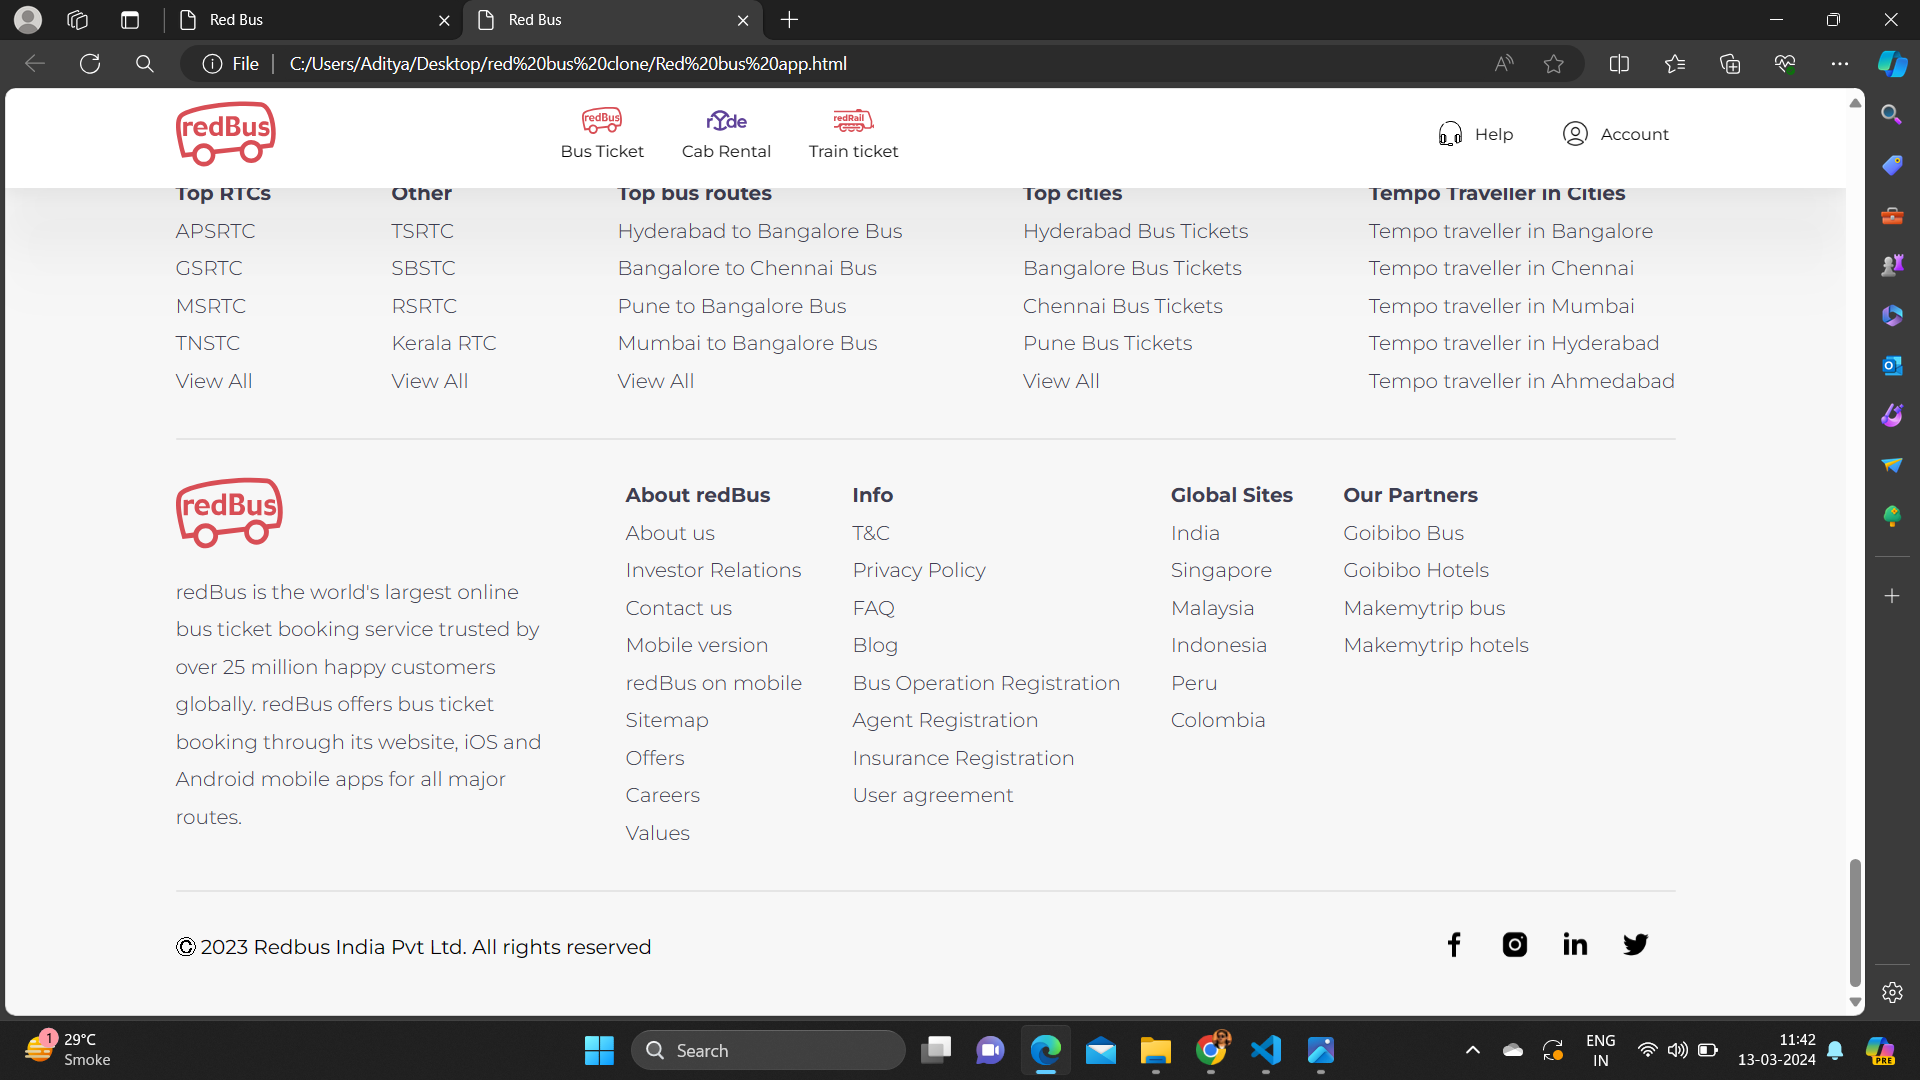 Red Bus
Red Bus
File
C:/Users/Aditya/Desktop/red%20bus%20clone/Red%20bus%20app.html
redBus
redBus
Bus Ticket
rYde
Cab Rental
redRail
Train ticket
Help
Account
Top RTCs
APSRTC
GSRTC
MSRTC
TNSTC
View All
Other
TSRTC
SBSTC
RSRTC
Kerala RTC
View All
Top bus routes
Hyderabad to Bangalore Bus
Bangalore to Chennai Bus
Pune to Bangalore Bus
Mumbai to Bangalore Bus
View All
Top cities
Hyderabad Bus Tickets
Bangalore Bus Tickets
Chennai Bus Tickets
Pune Bus Tickets
View All
Tempo Traveller in Cities
Tempo traveller in Bangalore
Tempo traveller in Chennai
Tempo traveller in Mumbai
Tempo traveller in Hyderabad
Tempo traveller in Ahmedabad
redBus
redBus is the world's largest online
bus ticket booking service trusted by
over 25 million happy customers
globally. redBus offers bus ticket
booking through its website, iOS and
Android mobile apps for all major
routes.
About redBus
About us
Investor Relations
Contact us
Mobile version
redBus on mobile
Sitemap
Offers
Careers
Values
Info
T&C
Privacy Policy
FAQ
Blog
Bus Operation Registration
Agent Registration
Insurance Registration
User agreement
Global Sites
India
Singapore
Malaysia
Indonesia
Peru
Colombia
Our Partners
Goibibo Bus
Goibibo Hotels
Makemytrip bus
Makemytrip hotels
© 2023 Redbus India Pvt Ltd. All rights reserved
1
29°C
Smoke
Search
ENG
IN
11:42
13-03-2024
PRE